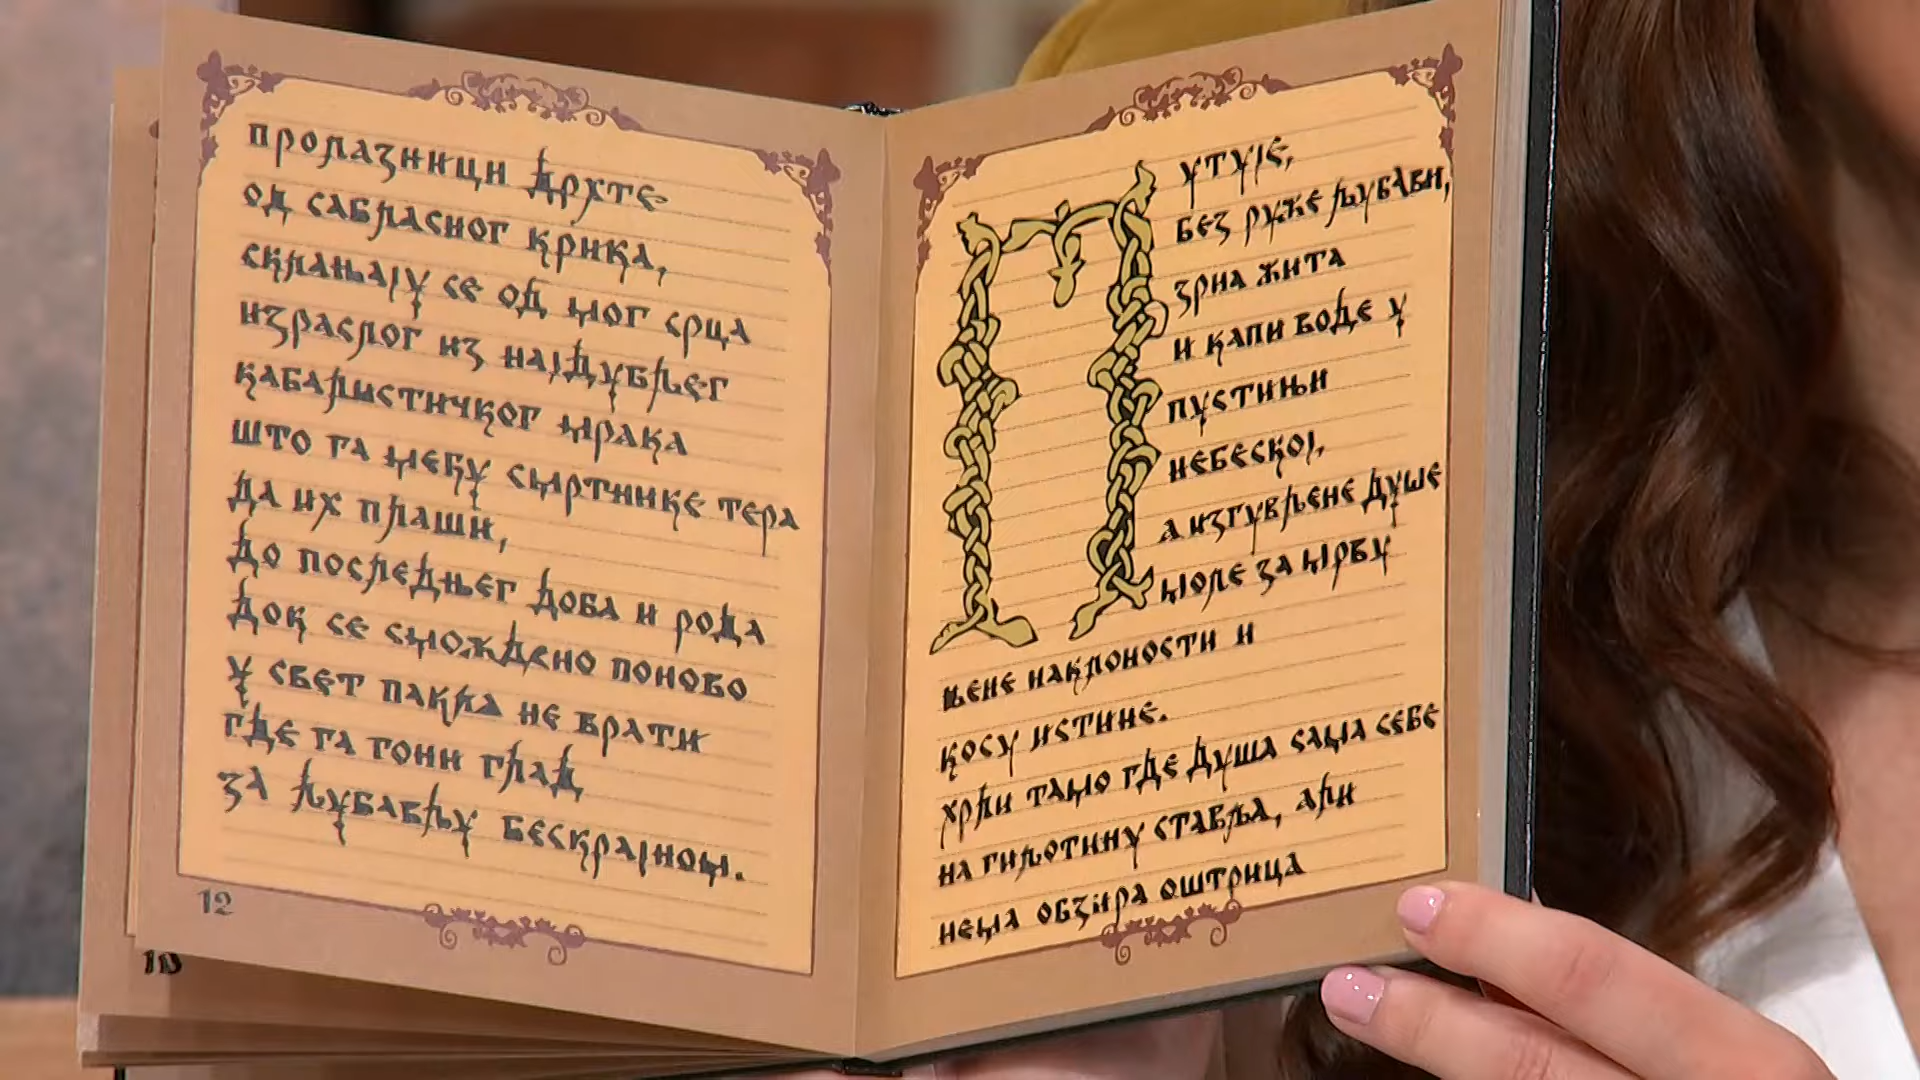 пролазници дрхте
од сабласног крика,
склањају се од мог срца
израслог из најдубљег
кабалистичког мрака
што га међу смртнике тера
да их плаши,
до последњег доба и рода
док се смождено поново
у свет пакла не врати
где га гони глад
за љубављу бескрајном.
12
10
Путује,
без руже љубави,
зрна жита
и капи воде у
пустињи
небеској,
а изгубљене душе
моле за мрву
њене наклоности и
косу истине.
хрли тамо где душа сама себе
на гиљотину ставља, али
нема обзира оштрица